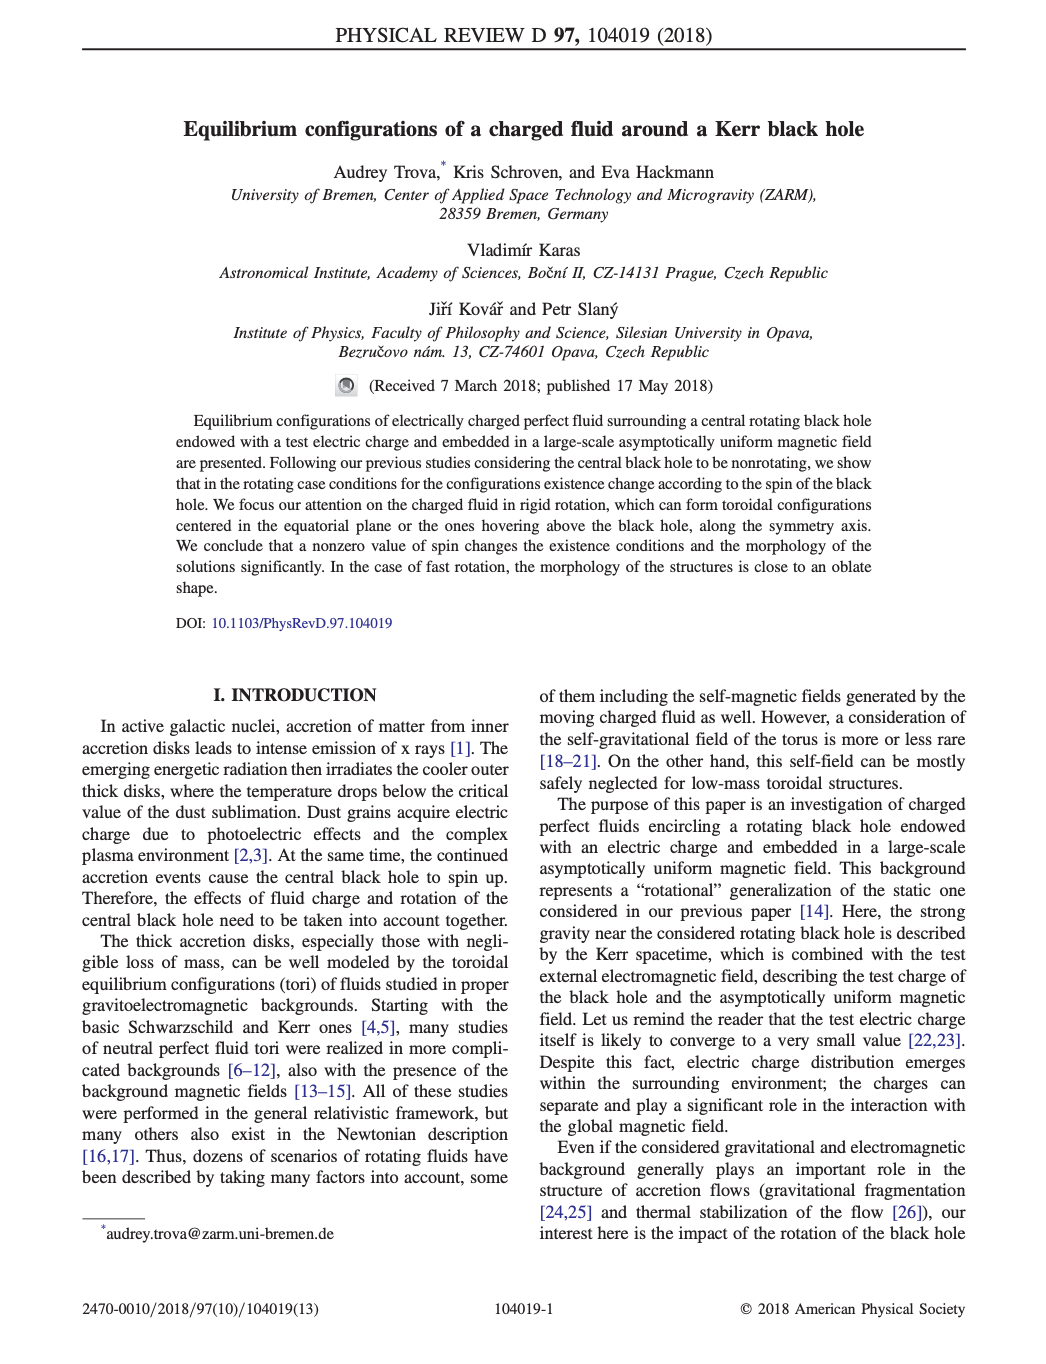 PHYSICAL REVIEW D 97, 104019 (2018)
Equilibrium configurations of a charged fluid around a Kerr black hole
Audrey Trova,* Kris Schroven, and Eva Hackmann
University of Bremen, Center of Applied Space Technology and Microgravity (ZARM),
28359 Bremen, Germany
Vladimír Karas
Astronomical Institute, Academy of Sciences, Boční II, CZ-14131 Prague, Czech Republic
Jiří Kovář and Petr Slaný
Institute of Physics, Faculty of Philosophy and Science, Silesian University in Opava,
Bezručovo nám. 13, CZ-74601 Opava, Czech Republic
(Received 7 March 2018; published 17 May 2018)
Equilibrium configurations of electrically charged perfect fluid surrounding a central rotating black hole
endowed with a test electric charge and embedded in a large-scale asymptotically uniform magnetic field
are presented. Following our previous studies considering the central black hole to be nonrotating, we show
that in the rotating case conditions for the configurations existence change according to the spin of the black
hole. We focus our attention on the charged fluid in rigid rotation, which can form toroidal configurations
centered in the equatorial plane or the ones hovering above the black hole, along the symmetry axis.
We conclude that a nonzero value of spin changes the existence conditions and the morphology of the
solutions significantly. In the case of fast rotation, the morphology of the structures is close to an oblate
shape.
DOI: 10.1103/PhysRevD.97.104019
I. INTRODUCTION
In active galactic nuclei, accretion of matter from inner
accretion disks leads to intense emission of x rays [1]. The
emerging energetic radiation then irradiates the cooler outer
thick disks, where the temperature drops below the critical
value of the dust sublimation. Dust grains acquire electric
charge due to photoelectric effects and the complex
plasma environment [2,3]. At the same time, the continued
accretion events cause the central black hole to spin up.
Therefore, the effects of fluid charge and rotation of the
central black hole need to be taken into account together.
The thick accretion disks, especially those with negli-
gible loss of mass, can be well modeled by the toroidal
equilibrium configurations (tori) of fluids studied in proper
gravitoelectromagnetic backgrounds. Starting with the
basic Schwarzschild and Kerr ones [4,5], many studies
of neutral perfect fluid tori were realized in more compli-
cated backgrounds [6–12], also with the presence of the
background magnetic fields [13–15]. All of these studies
were performed in the general relativistic framework, but
many others also exist in the Newtonian description
[16,17]. Thus, dozens of scenarios of rotating fluids have
been described by taking many factors into account, some
*audrey.trova@zarm.uni-bremen.de
of them including the self-magnetic fields generated by the
moving charged fluid as well. However, a consideration of
the self-gravitational field of the torus is more or less rare
[18–21]. On the other hand, this self-field can be mostly
safely neglected for low-mass toroidal structures.
The purpose of this paper is an investigation of charged
perfect fluids encircling a rotating black hole endowed
with an electric charge and embedded in a large-scale
asymptotically uniform magnetic field. This background
represents a “rotational” generalization of the static one
considered in our previous paper [14]. Here, the strong
gravity near the considered rotating black hole is described
by the Kerr spacetime, which is combined with the test
external electromagnetic field, describing the test charge of
the black hole and the asymptotically uniform magnetic
field. Let us remind the reader that the test electric charge
itself is likely to converge to a very small value [22,23].
Despite this fact, electric charge distribution emerges
within the surrounding environment; the charges can
separate and play a significant role in the interaction with
the global magnetic field.
Even if the considered gravitational and electromagnetic
background generally plays an important role in the
structure of accretion flows (gravitational fragmentation
[24,25] and thermal stabilization of the flow [26]), our
interest here is the impact of the rotation of the black hole
2470-0010/2018/97(10)/104019(13)
104019-1
© 2018 American Physical Society